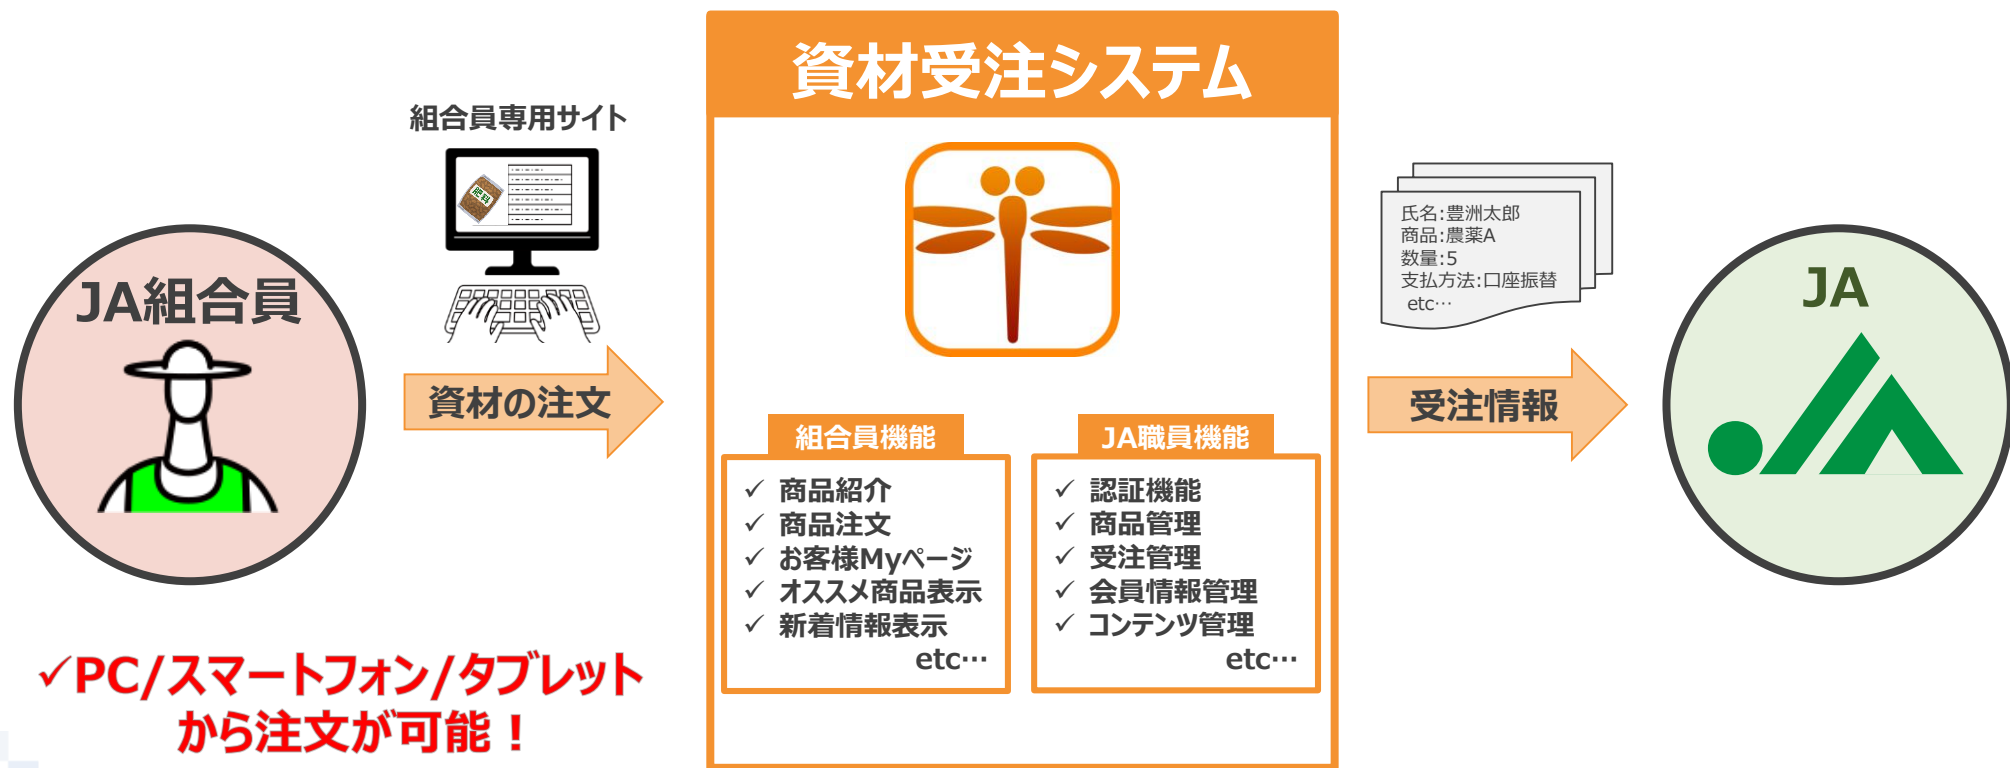 資材受注システム
組合員専用サイト
肥料
JA組合員
資材の注文
✓PC/スマートフォン/タブレット
から注文が可能！
組合員機能
✓ 商品紹介
✓ 商品注文
✓ お客様Myページ
✓ オススメ商品表示
✓ 新着情報表示
etc…
JA職員機能
✓ 認証機能
✓ 商品管理
✓ 受注管理
✓ 会員情報管理
✓ コンテンツ管理
etc…
氏名:豊洲太郎
商品:農薬A
数量:5
支払方法:口座振替
etc…
受注情報
JA
JA